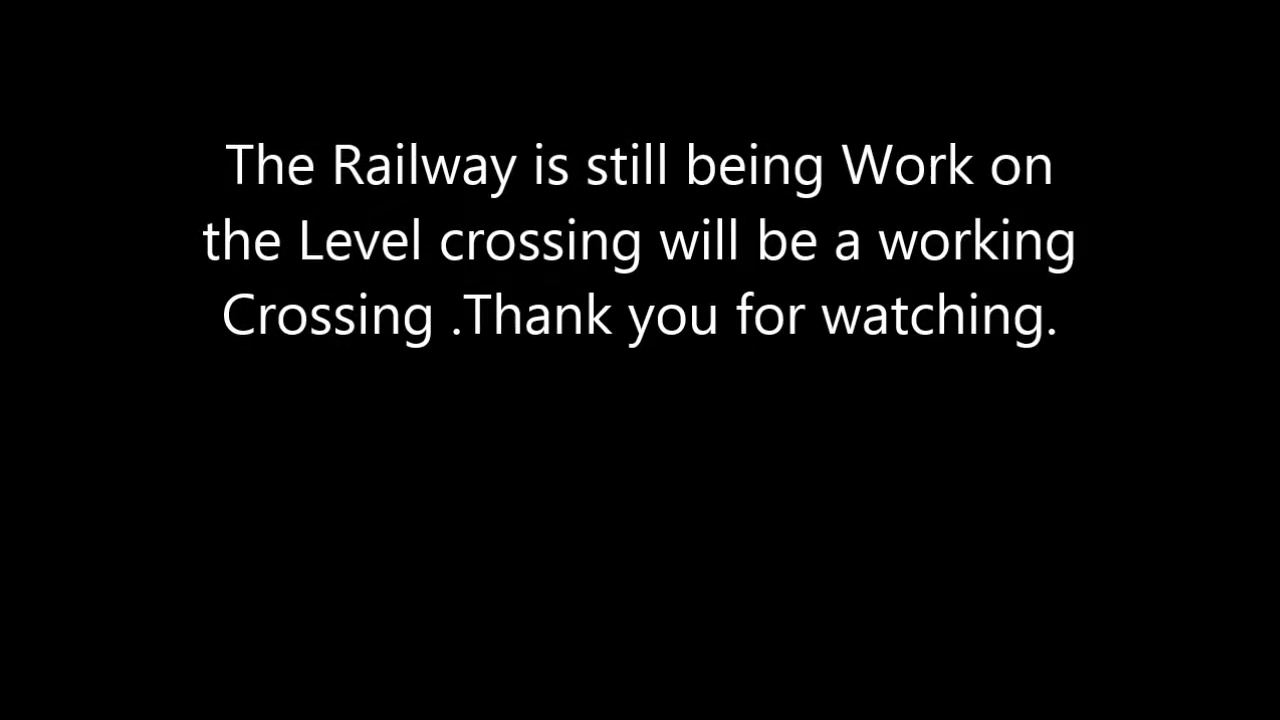 The Railway is still being Work on
the Level crossing will be a working
Crossing .Thank you for watching.